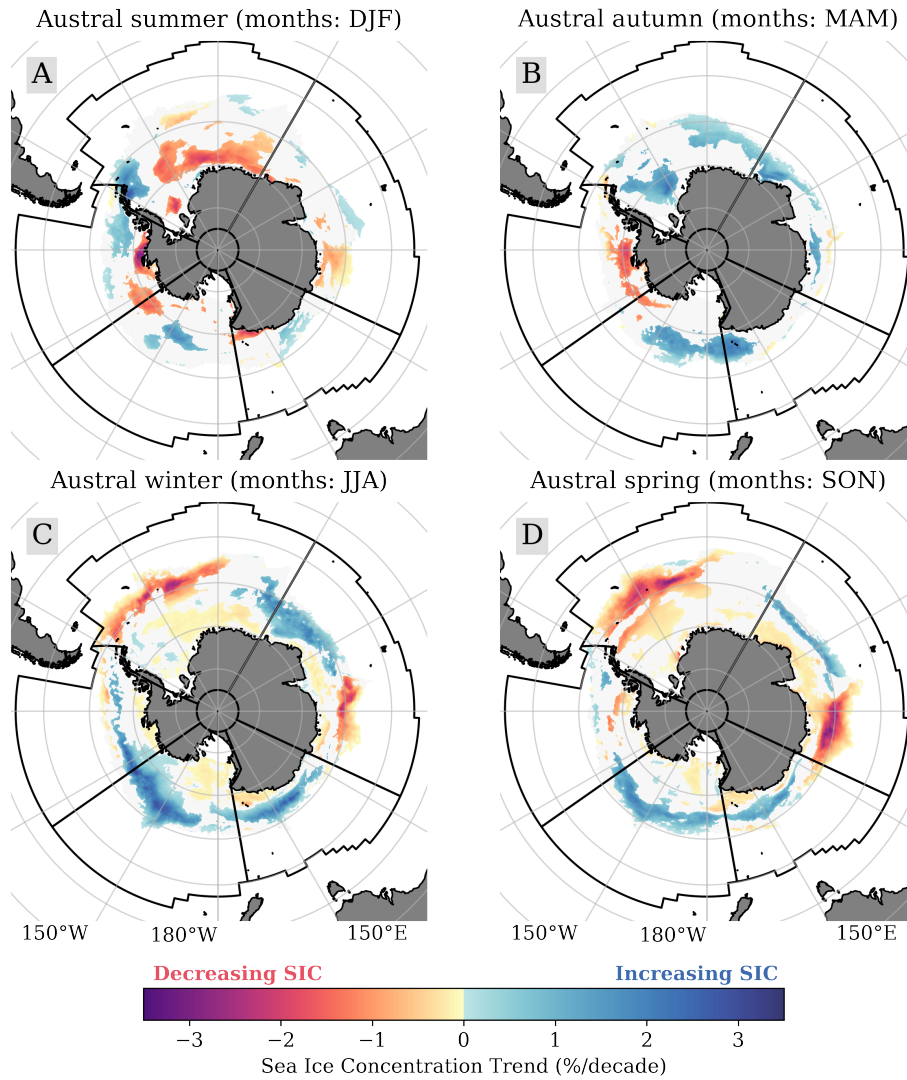 Austral summer (months: DJF)
Austral autumn (months: MAM)
A
B
Austral winter (months: JJA)
Austral spring (months: SON)
C
D
150°W
180°W
150°E
150°W
180°W
150°E
Decreasing SIC
Increasing SIC
−3
−2
−1
0
1
2
3
Sea Ice Concentration Trend (%/decade)